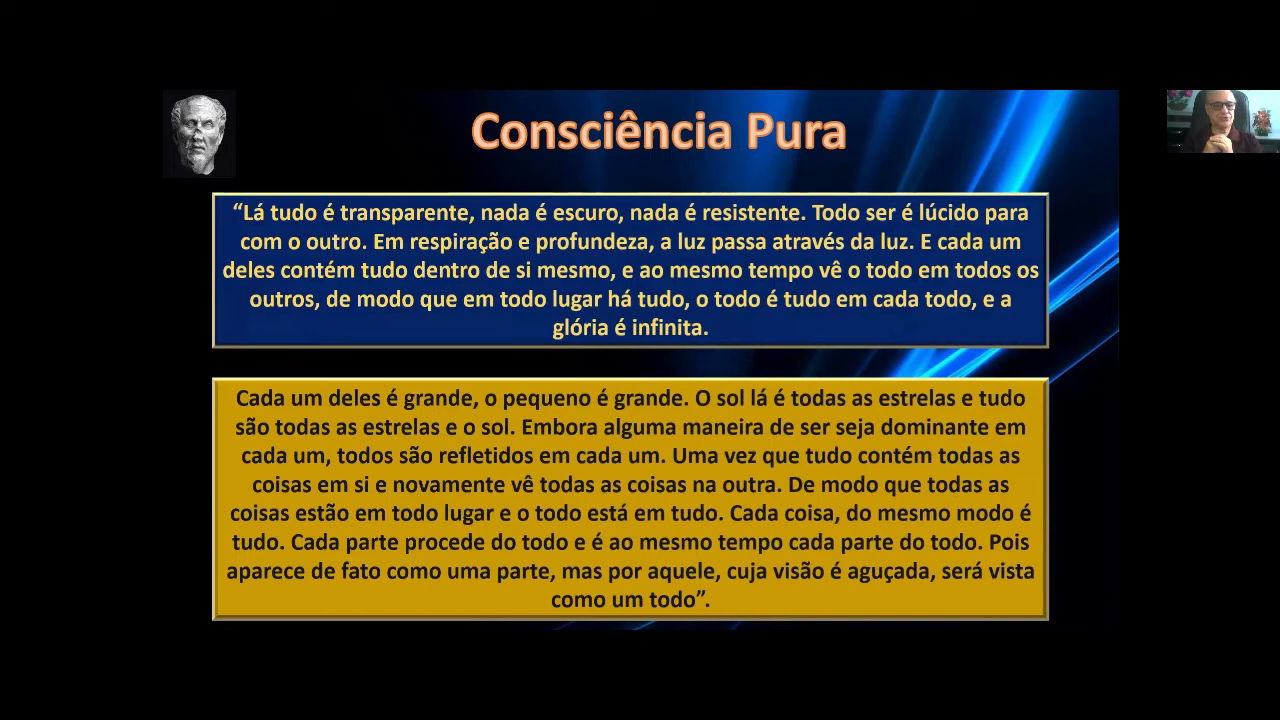 Consciência Pura
“Lá tudo é transparente, nada é escuro, nada é resistente. Todo ser é lúcido para
com o outro. Em respiração e profundeza, a luz passa através da luz. E cada um
deles contém tudo dentro de si mesmo, e ao mesmo tempo vê o todo em todos os
outros, de modo que em todo lugar há tudo, o todo é tudo em cada todo, e a
glória é infinita.
Cada um deles é grande, o pequeno é grande. O sol lá é todas as estrelas e tudo
são todas as estrelas e o sol. Embora alguma maneira de ser seja dominante em
cada um, todos são refletidos em cada um. Uma vez que tudo contém todas as
coisas em si e novamente vê todas as coisas na outra. De modo que todas as
coisas estão em todo lugar e o todo está em tudo. Cada coisa, do mesmo modo é
tudo. Cada parte procede do todo e é ao mesmo tempo cada parte do todo. Pois
aparece de fato como uma parte, mas por aquele, cuja visão é aguçada, será vista
como um todo”.